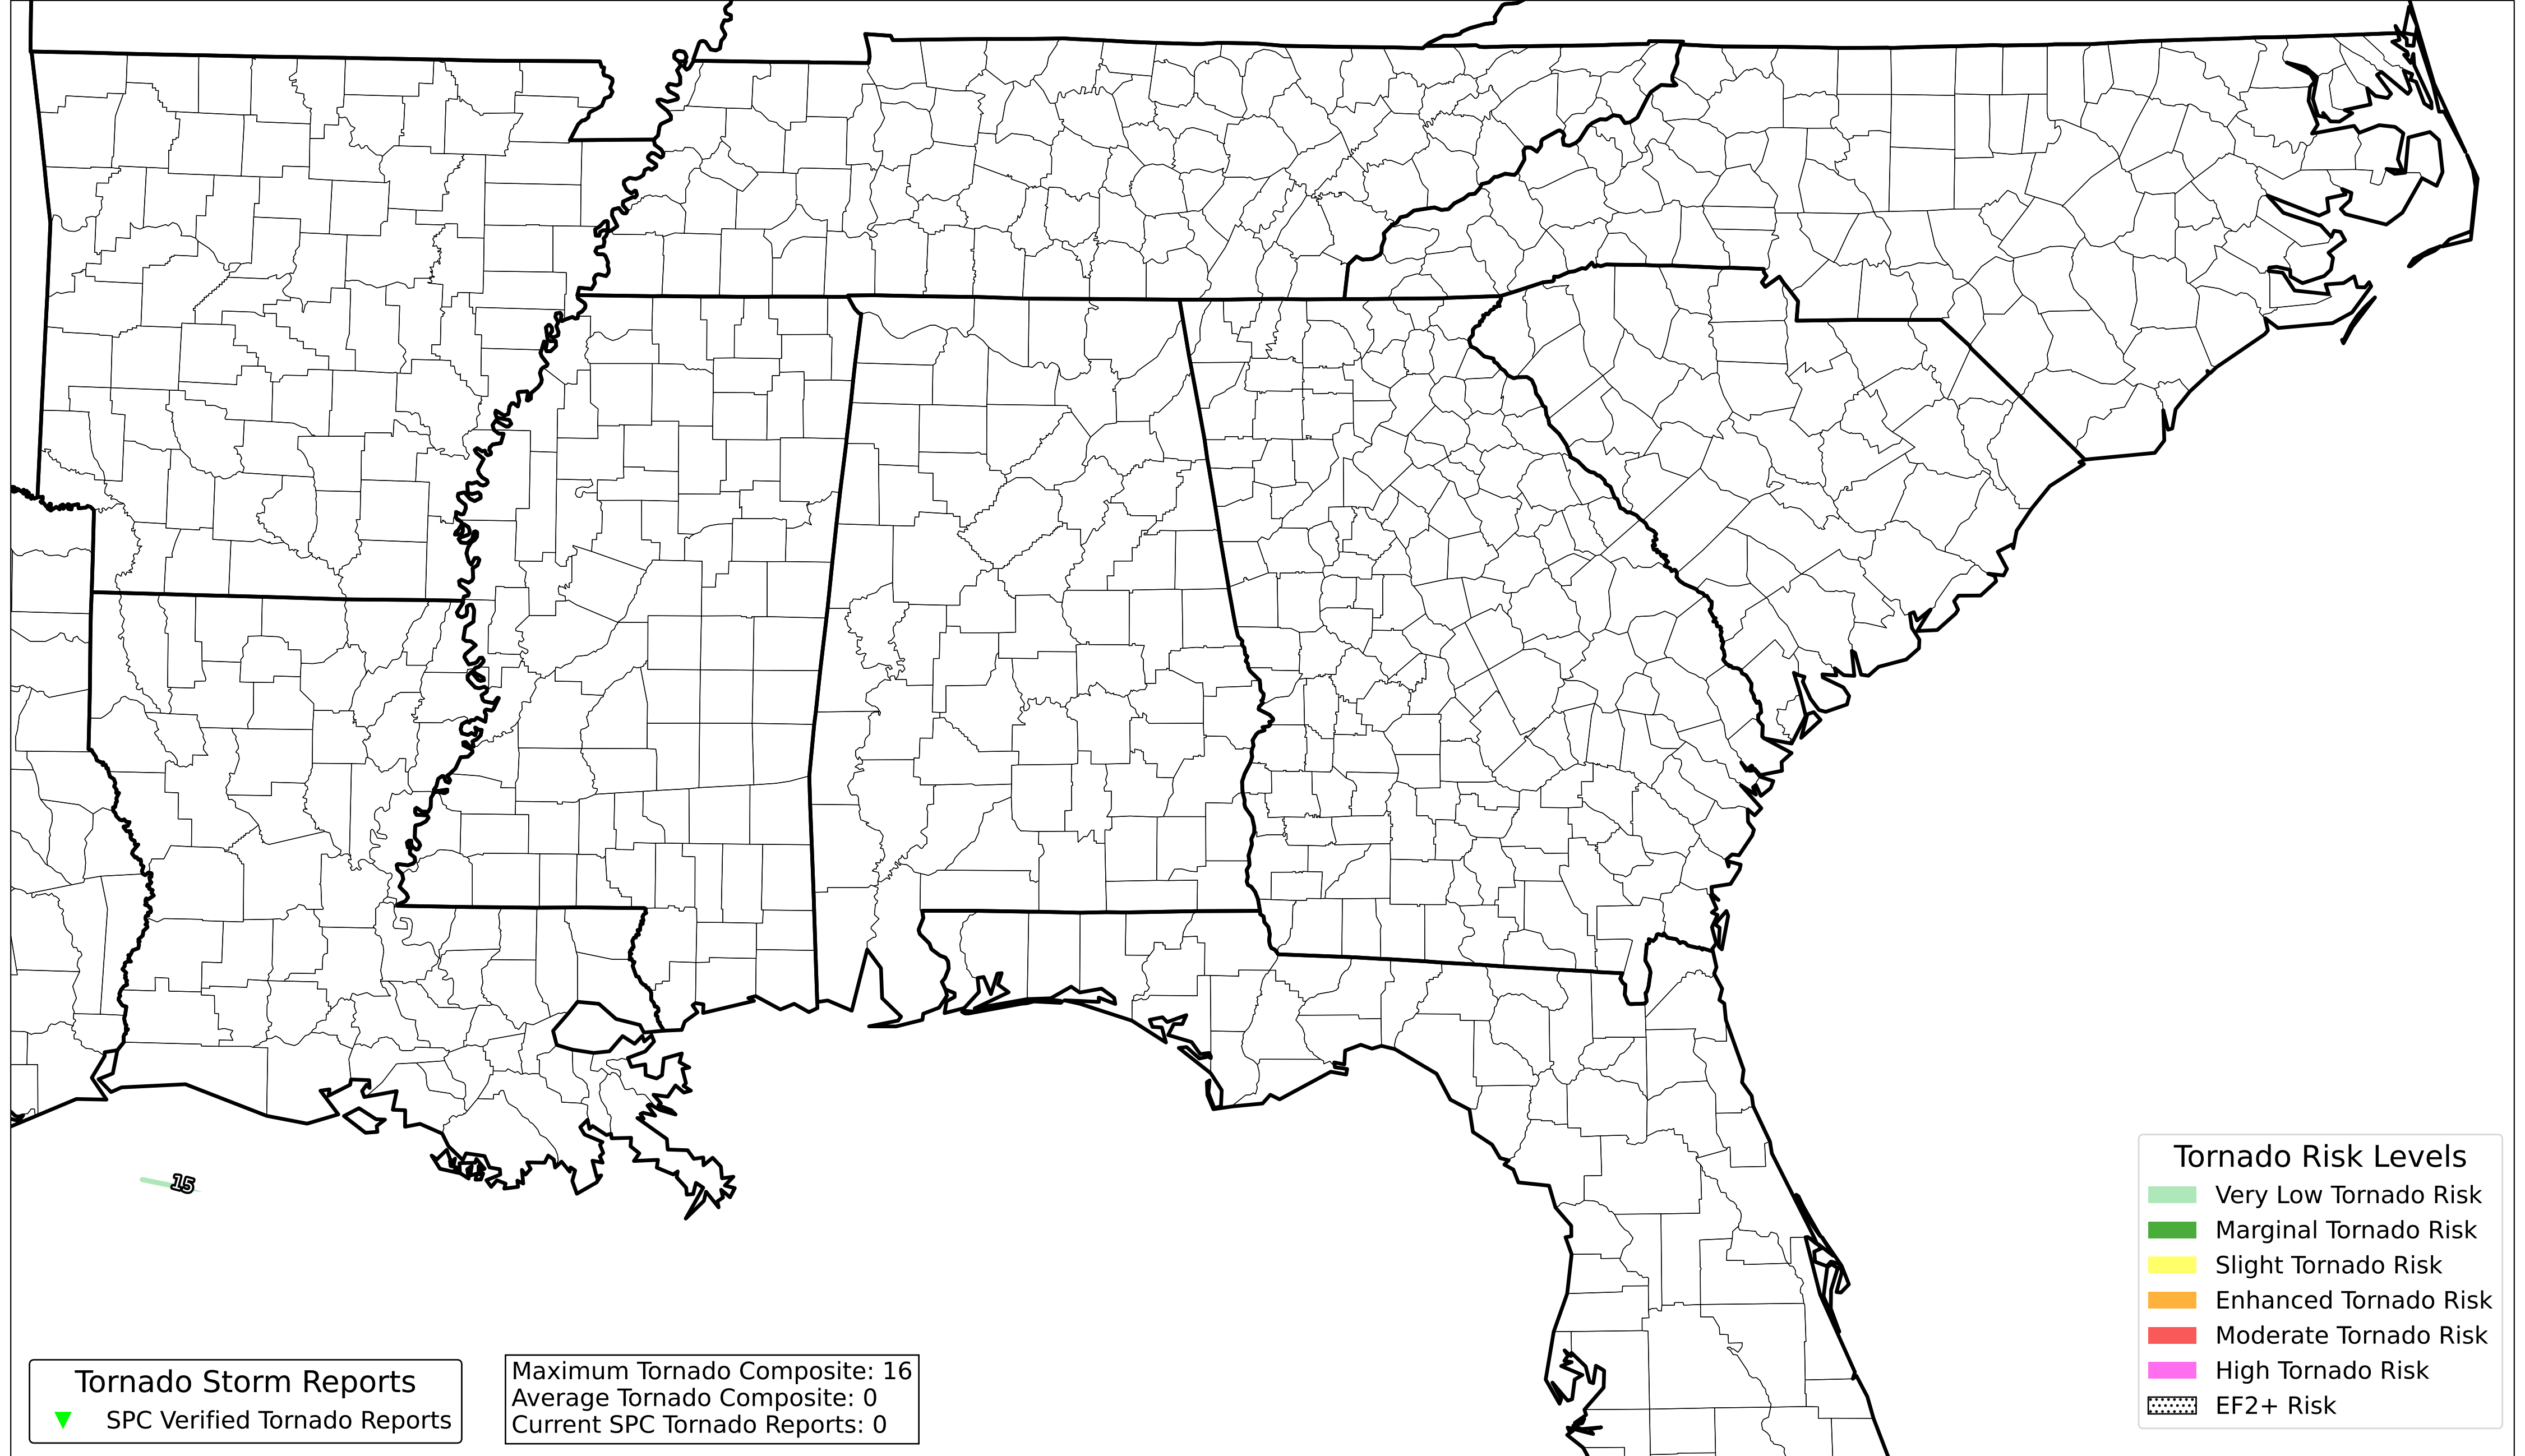 15
Tornado Storm Reports
SPC Verified Tornado Reports
Maximum Tornado Composite: 16
Average Tornado Composite: 0
Current SPC Tornado Reports: 0
Tornado Risk Levels
Very Low Tornado Risk
Marginal Tornado Risk
Slight Tornado Risk
Enhanced Tornado Risk
Moderate Tornado Risk
High Tornado Risk
EF2+ Risk